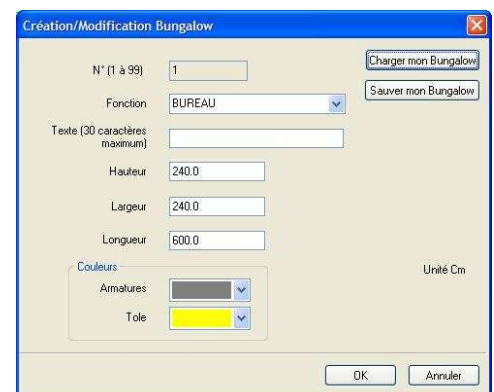 Création/Modification Bungalow
N° (1 à 99)
1
Charger mon Bungalow
Fonction
BUREAU
Sauver mon Bungalow
Texte (30 caractères
maximum)
Hauteur
240.0
Largeur
240.0
Longueur
600.0
Couleurs
Unité Cm
Armatures
Tole
OK
Annuler